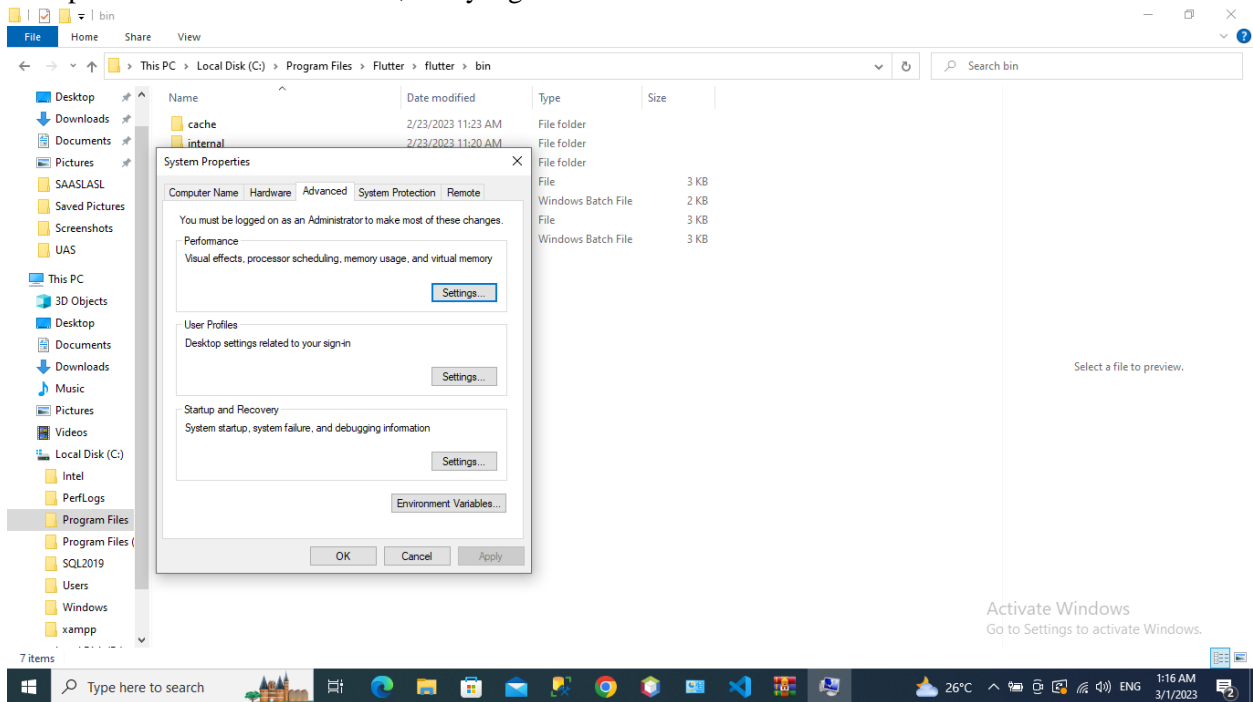 bin
File Home Share View
This PC > Local Disk (C:) > Program Files > Flutter > flutter > bin
Search bin
Name Date modified Type Size
Desktop
Downloads
Documents
Pictures
SAASLASL
Saved Pictures
Screenshots
UAS
This PC
3D Objects
Desktop
Documents
Downloads
Music
Pictures
Videos
Local Disk (C:)
Intel
PerfLogs
Program Files
Program Files (
SQL2019
Users
Windows
xampp
cache 2/23/2023 11:23 AM File folder
internal 2/23/2023 11:20 AM File folder
File folder
File 3 KB
Windows Batch File 2 KB
File 3 KB
Windows Batch File 3 KB
System Properties
Computer Name Hardware Advanced System Protection Remote
You must be logged on as an Administrator to make most of these changes.
Performance
Visual effects, processor scheduling, memory usage, and virtual memory
Settings...
User Profiles
Desktop settings related to your sign-in
Settings...
Startup and Recovery
System startup, system failure, and debugging information
Settings...
Environment Variables...
OK Cancel Apply
Select a file to preview.
Activate Windows
Go to Settings to activate Windows.
7 items
Type here to search
26°C ENG 1:16 AM
3/1/2023
2